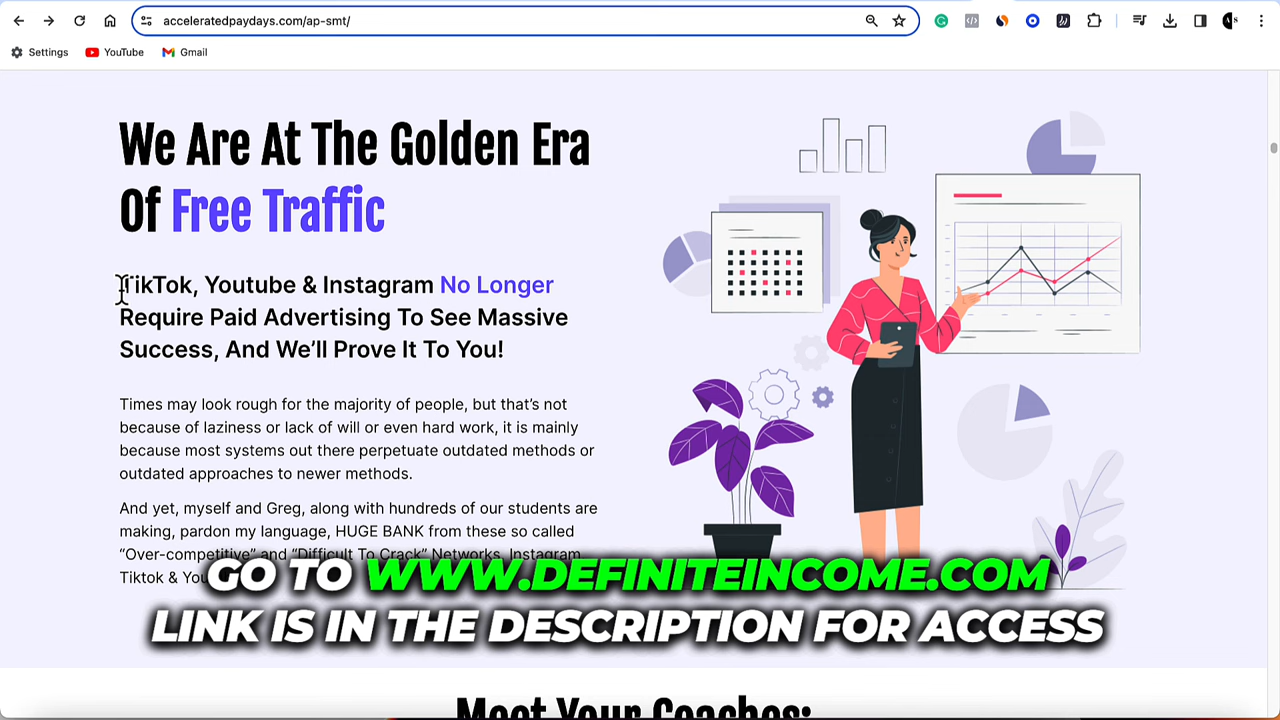 acceleratedpaydays.com/ap-smt/
Settings YouTube Gmail
We Are At The Golden Era
Of Free Traffic
TikTok, Youtube & Instagram No Longer
Require Paid Advertising To See Massive
Success, And We’ll Prove It To You!
Times may look rough for the majority of people, but that’s not
because of laziness or lack of will or even hard work, it is mainly
because most systems out there perpetuate outdated methods or
outdated approaches to newer methods.
And yet, myself and Greg, along with hundreds of our students are
making, pardon my language, HUGE BANK from these so called
“Over-competitive” and “Difficult To Crack” Networks, Instagram,
Tiktok &
GO TO WWW.DEFINITEINCOME.COM
LINK IS IN THE DESCRIPTION FOR ACCESS
Meet Your Coaches: